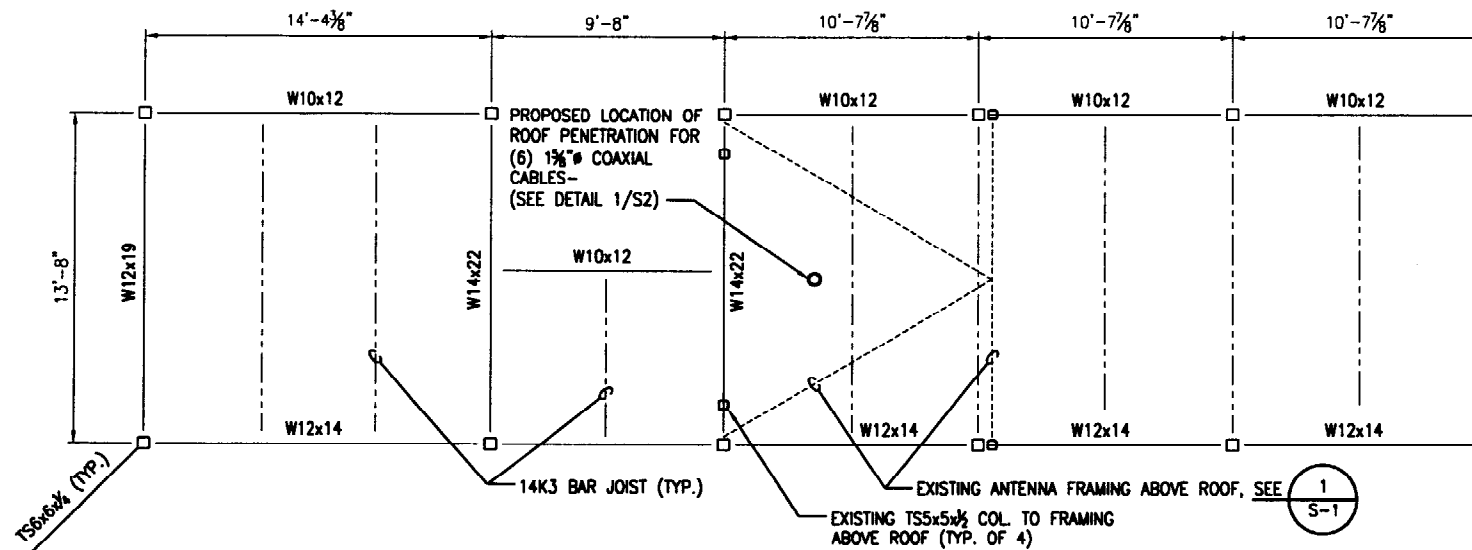 14'-4⅜"
9'-8"
10'-7⅞"
10'-7⅞"
10'-7⅞"
W10x12
W10x12
W10x12
W10x12
PROPOSED LOCATION OF
ROOF PENETRATION FOR
(6) 1⅝"ø COAXIAL
CABLES-
(SEE DETAIL 1/S2)
13'-8"
W12x19
W14x22
W10x12
W14x22
W12x14
W12x14
W12x14
W12x14
TS6x6x¼ (TYP.)
14K3 BAR JOIST (TYP.)
EXISTING ANTENNA FRAMING ABOVE ROOF, SEE
1
S-1
EXISTING TS5x5x½ COL. TO FRAMING
ABOVE ROOF (TYP. OF 4)